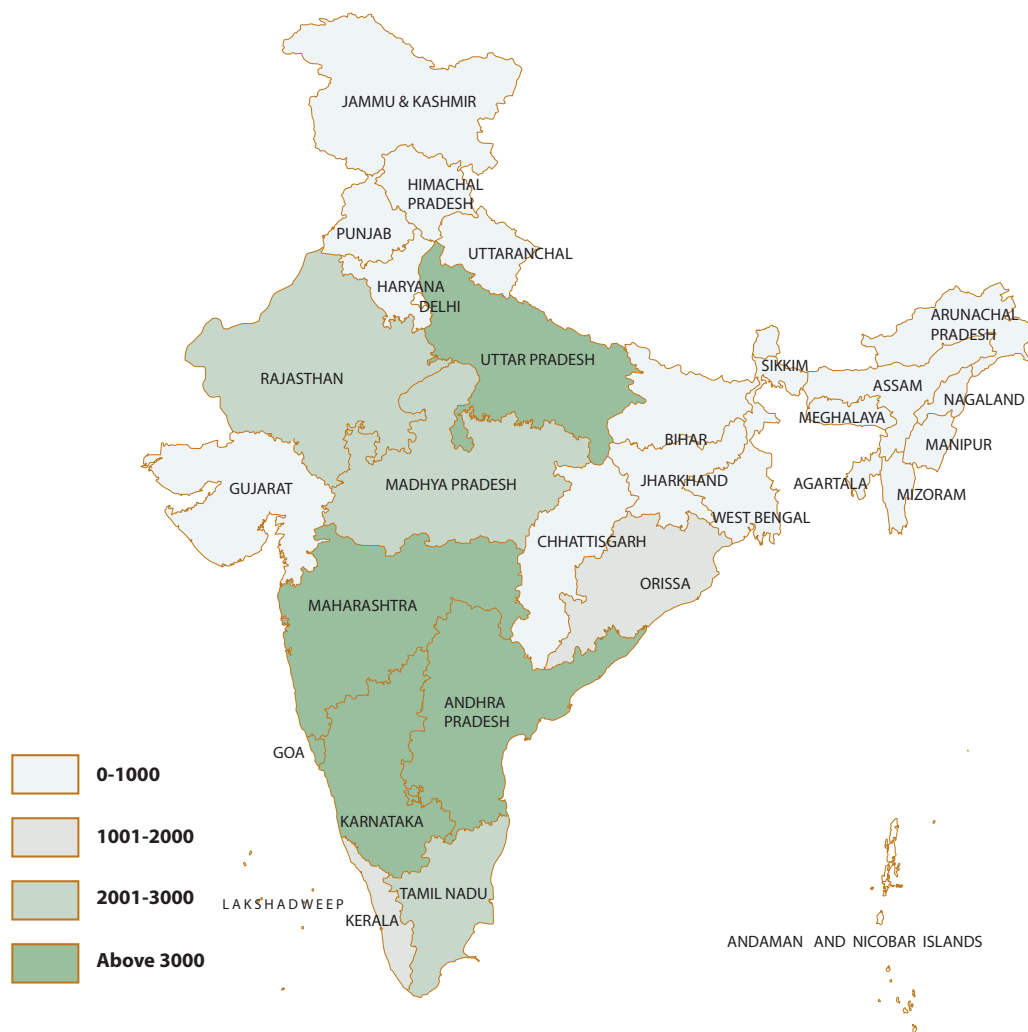 JAMMU & KASHMIR
HIMACHAL
PRADESH
PUNJAB
UTTARANCHAL
HARYANA
DELHI
ARUNACHAL
PRADESH
UTTAR PRADESH
SIKKIM
RAJASTHAN
ASSAM
NAGALAND
MEGHALAYA
BIHAR
MANIPUR
MADHYA PRADESH
JHARKHAND
AGARTALA
GUJARAT
MIZORAM
WEST BENGAL
CHHATTISGARH
ORISSA
MAHARASHTRA
ANDHRA
PRADESH
GOA
0-1000
KARNATAKA
1001-2000
TAMIL NADU
2001-3000
LAKSHADWEEP
KERALA
ANDAMAN AND NICOBAR ISLANDS
Above 3000